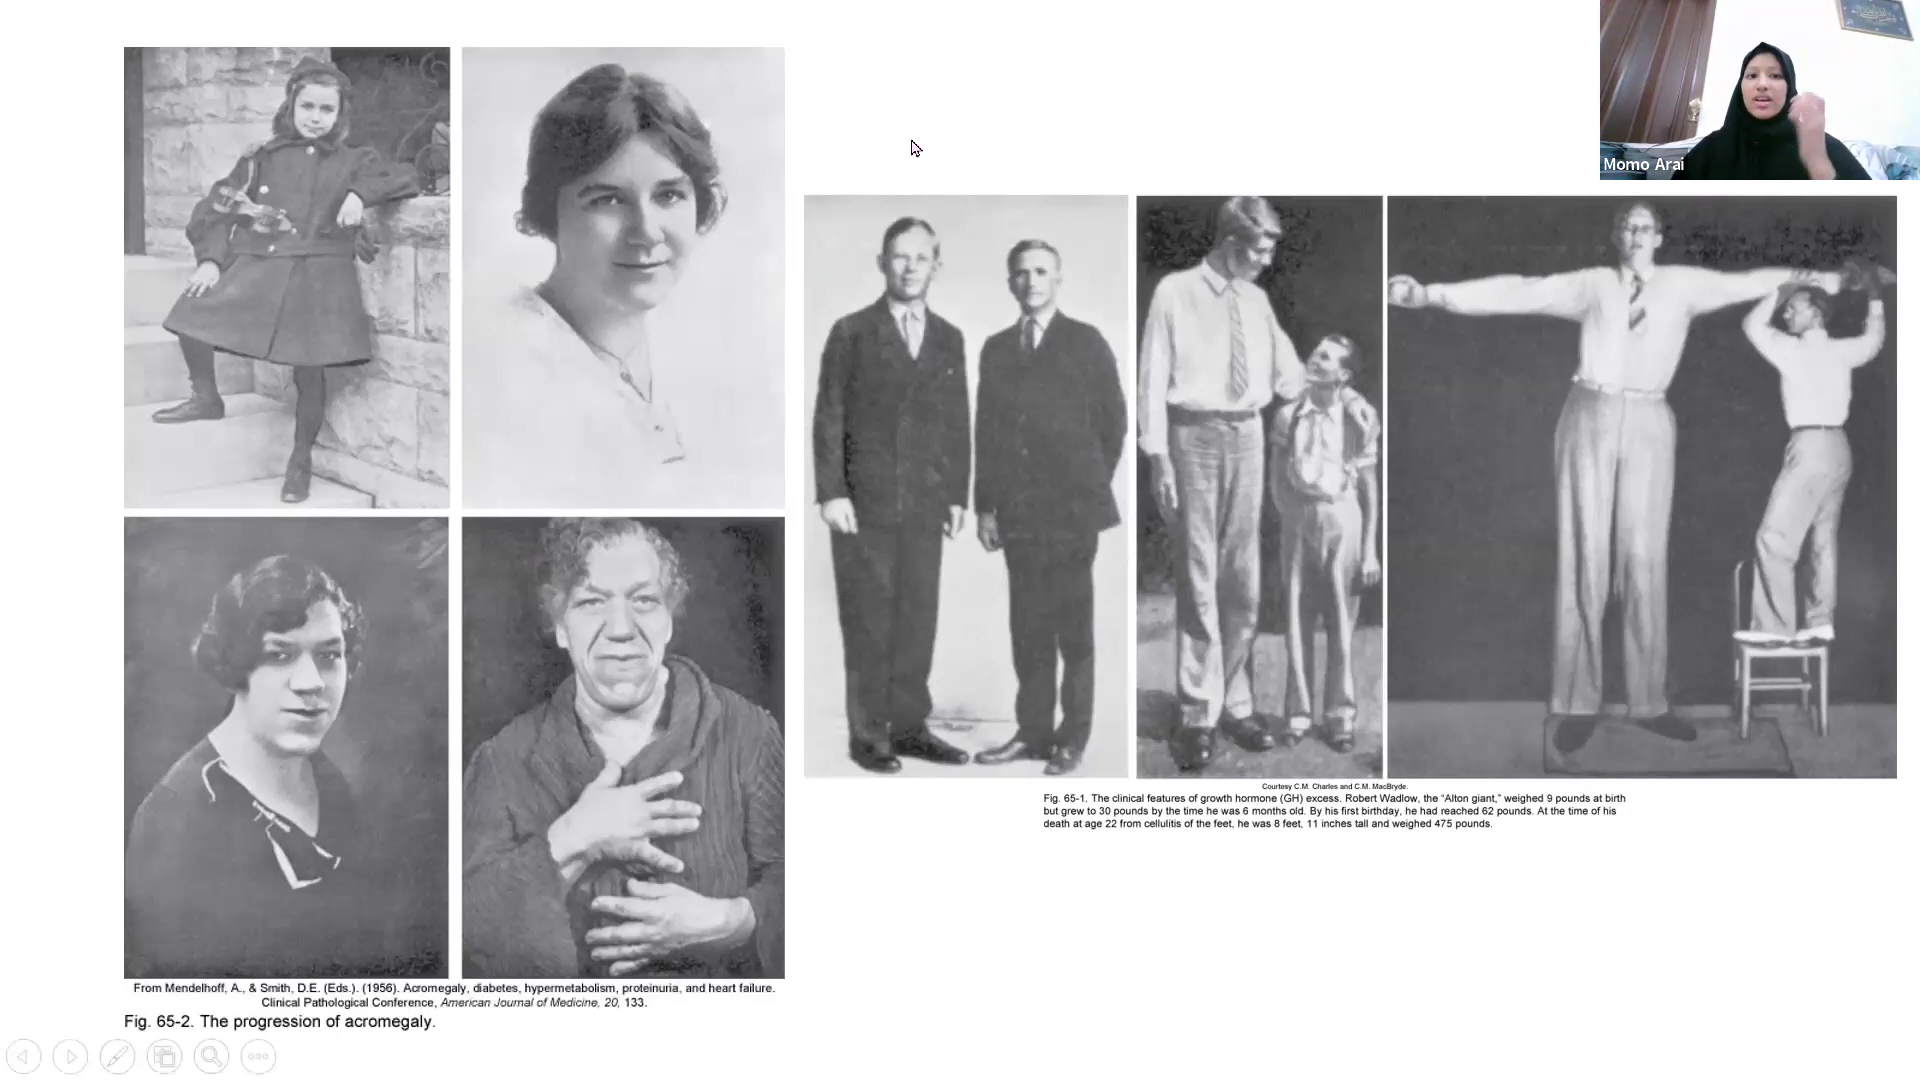 Momo Arai
Courtesy C.M. Charles and C.M. MacBryde.
Fig. 65-1. The clinical features of growth hormone (GH) excess. Robert Wadlow, the “Alton giant,” weighed 9 pounds at birth
but grew to 30 pounds by the time he was 6 months old. By his first birthday, he had reached 62 pounds. At the time of his
death at age 22 from cellulitis of the feet, he was 8 feet, 11 inches tall and weighed 475 pounds.
From Mendelhoff, A., & Smith, D.E. (Eds.). (1956). Acromegaly, diabetes, hypermetabolism, proteinuria, and heart failure.
Clinical Pathological Conference, American Journal of Medicine, 20, 133.
Fig. 65-2. The progression of acromegaly.